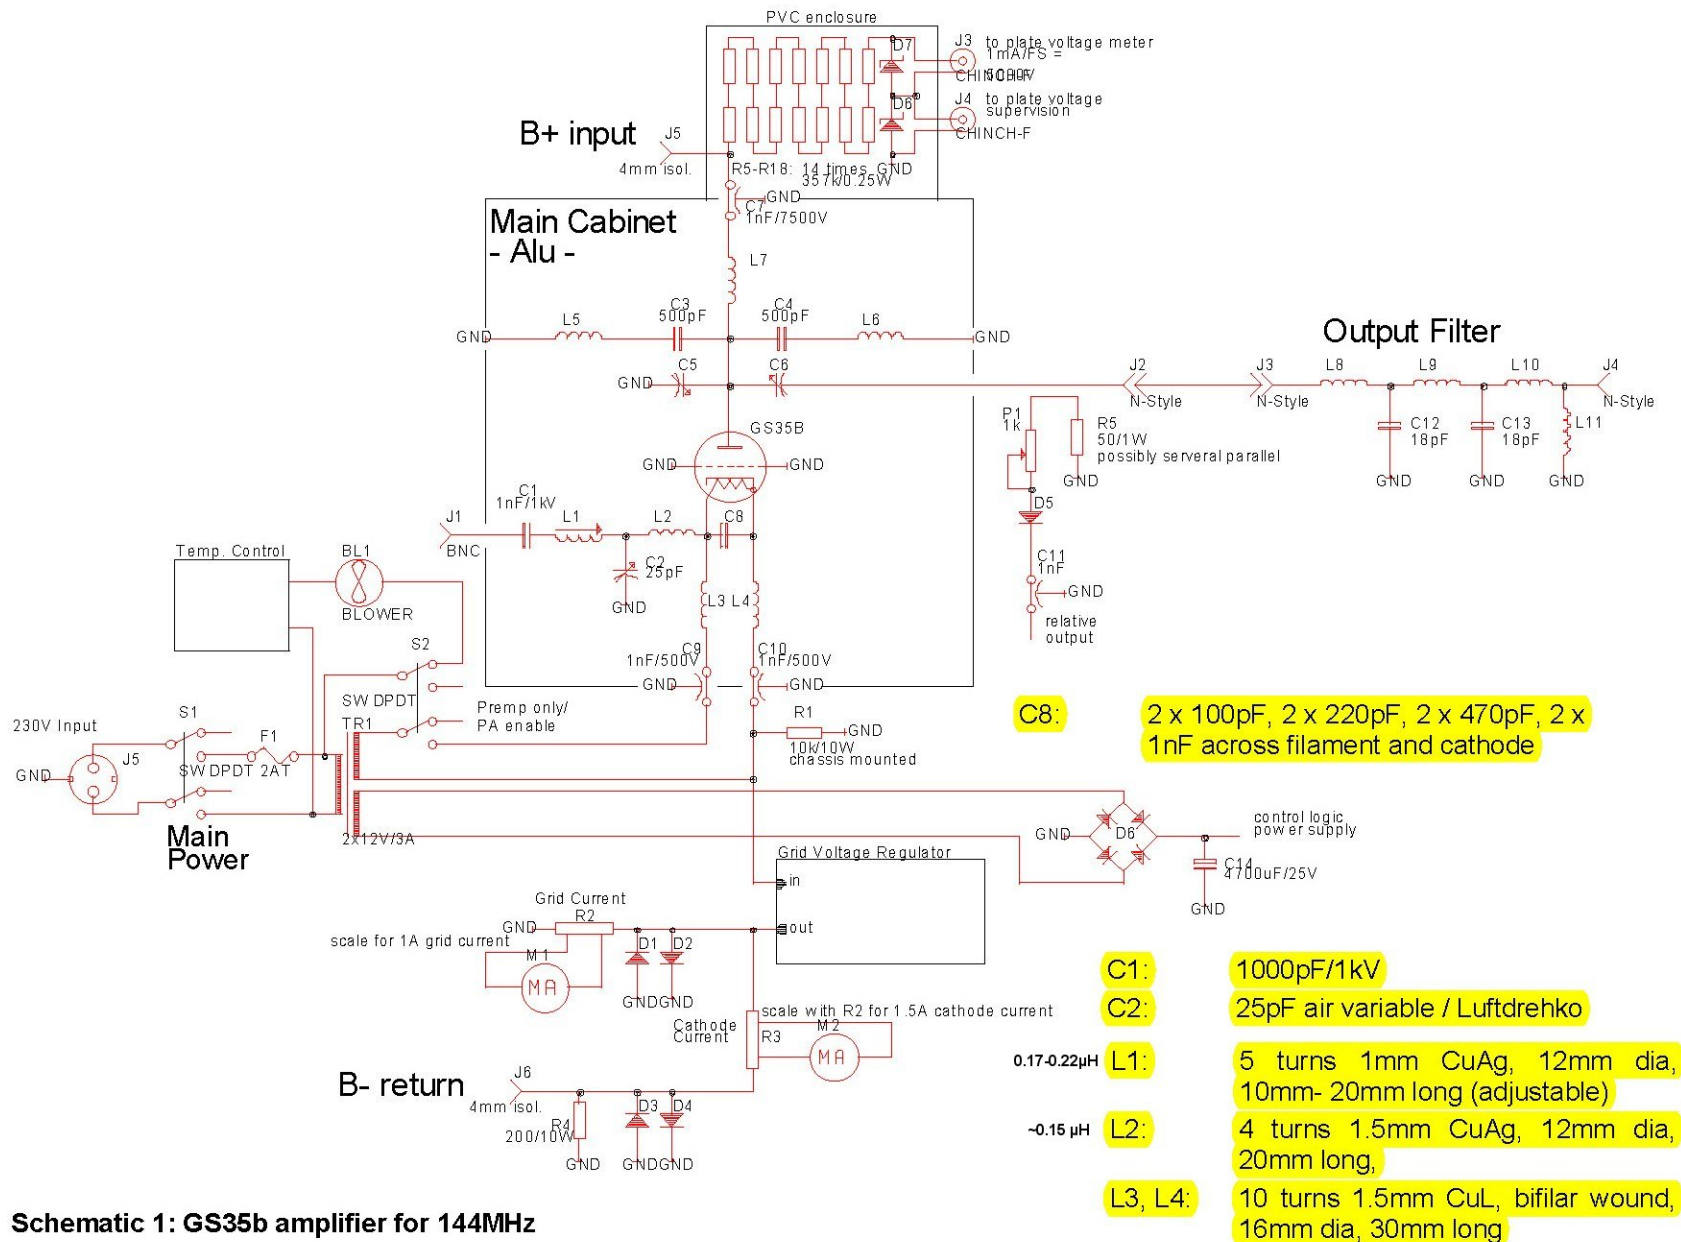 PVC enclosure
D7
J3 to plate voltage meter
1mA/FS =
5000V
CHINCH-F
D6
J4 to plate voltage
supervision
CHINCH-F
B+ input
J5
4mm isol.
R5-R18: 14 times GND
357k/0.25W
GND
C7
1nF/7500V
Main Cabinet
- Alu -
L7
C3
500pF
C4
500pF
L5
L6
GND
GND
Output Filter
C5
C6
GND
J2
N-Style
J3
N-Style
L8
L9
L10
J4
N-Style
C12
18pF
C13
18pF
L11
GND
GND
GND
P1
1k
R5
50/1W
possibly serveral parallel
GND
GS35B
GND
GND
D5
C11
1nF
GND
relative
output
C1
1nF/1kV
J1
BNC
L1
L2
C8
C2
25pF
GND
L3 L4
Temp. Control
BL1
BLOWER
C9
1nF/500V
C10
1nF/500V
GND
GND
S2
SW DPDT
Premp only/
PA enable
230V Input
S1
J5
GND
SW DPDT
F1
2AT
TR1
2x12V/3A
Main
Power
R1
10k/10W
chassis mounted
GND
C8: 2 x 100pF, 2 x 220pF, 2 x 470pF, 2 x
1nF across filament and cathode
GND
D6
control logic
power supply
C14
4700uF/25V
GND
Grid Voltage Regulator
in
out
Grid Current
GND
R2
scale for 1A grid current
M1
MA
D1
D2
GND
GND
scale with R2 for 1.5A cathode current
Cathode
Current
R3
M2
MA
B- return
J6
4mm isol.
R4
200/10W
D3
D4
GND
GND
GND
C1: 1000pF/1kV
C2: 25pF air variable / Luftdrehko
0.17-0.22µH L1: 5 turns 1mm CuAg, 12mm dia,
10mm- 20mm long (adjustable)
~0.15 µH L2: 4 turns 1.5mm CuAg, 12mm dia,
20mm long,
L3, L4: 10 turns 1.5mm CuL, bifilar wound,
16mm dia, 30mm long
Schematic 1: GS35b amplifier for 144MHz